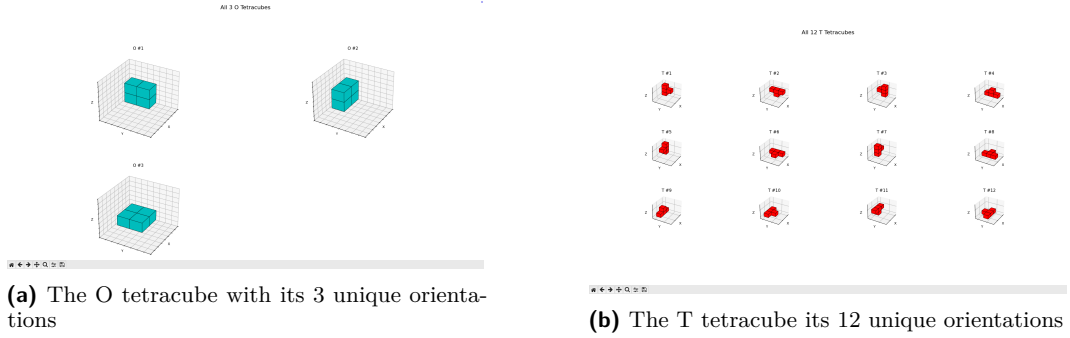 All 3 O Tetracubes
O #1
O #2
Z
Y
X
Z
Y
X
O #3
Z
Y
X
(a) The O tetracube with its 3 unique orienta-
tions
All 12 T Tetracubes
T #1
T #2
T #3
T #4
Z
Y
X
Z
Y
X
Z
Y
X
Z
Y
X
T #5
T #6
T #7
T #8
Z
Y
X
Z
Y
X
Z
Y
X
Z
Y
X
T #9
T #10
T #11
T #12
Z
Y
X
Z
Y
X
Z
Y
X
Z
Y
X
(b) The T tetracube its 12 unique orientations